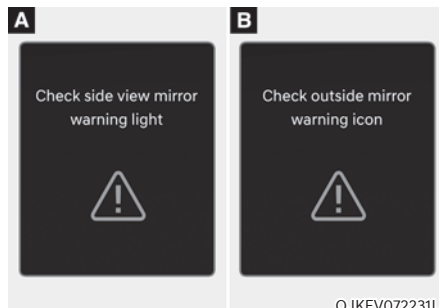 A
Check side view mirror
warning light
B
Check outside mirror
warning icon